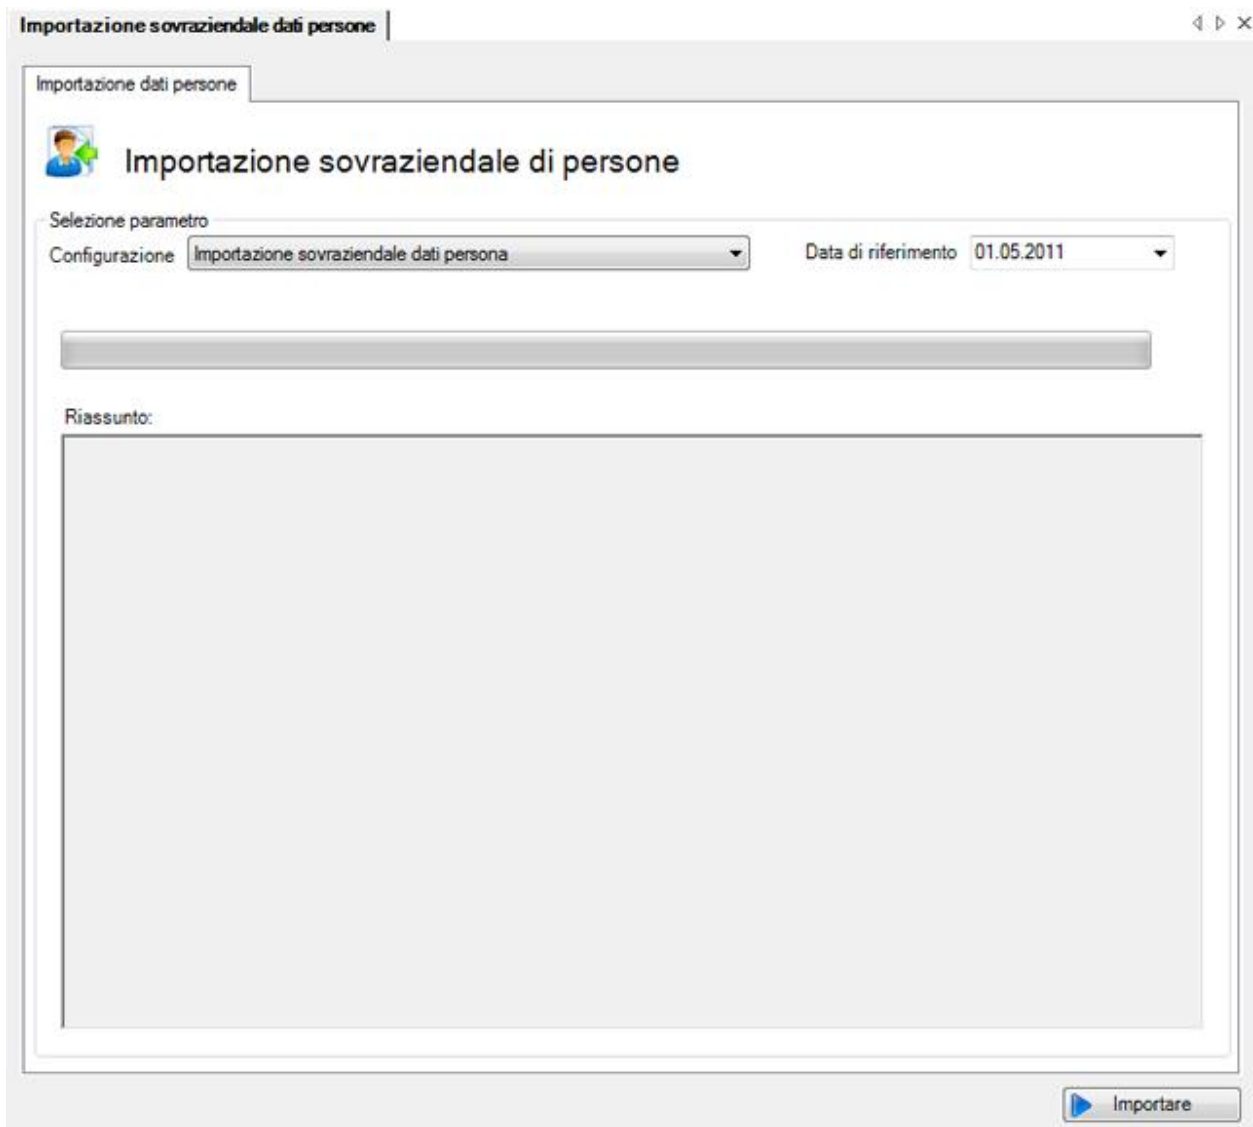 Importazione sovraziendale dati persone
Importazione dati persone
Importazione sovraziendale di persone
Selezione parametro
Configurazione Importazione sovraziendale dati persona Data di riferimento 01.05.2011
Riassunto:
Importare